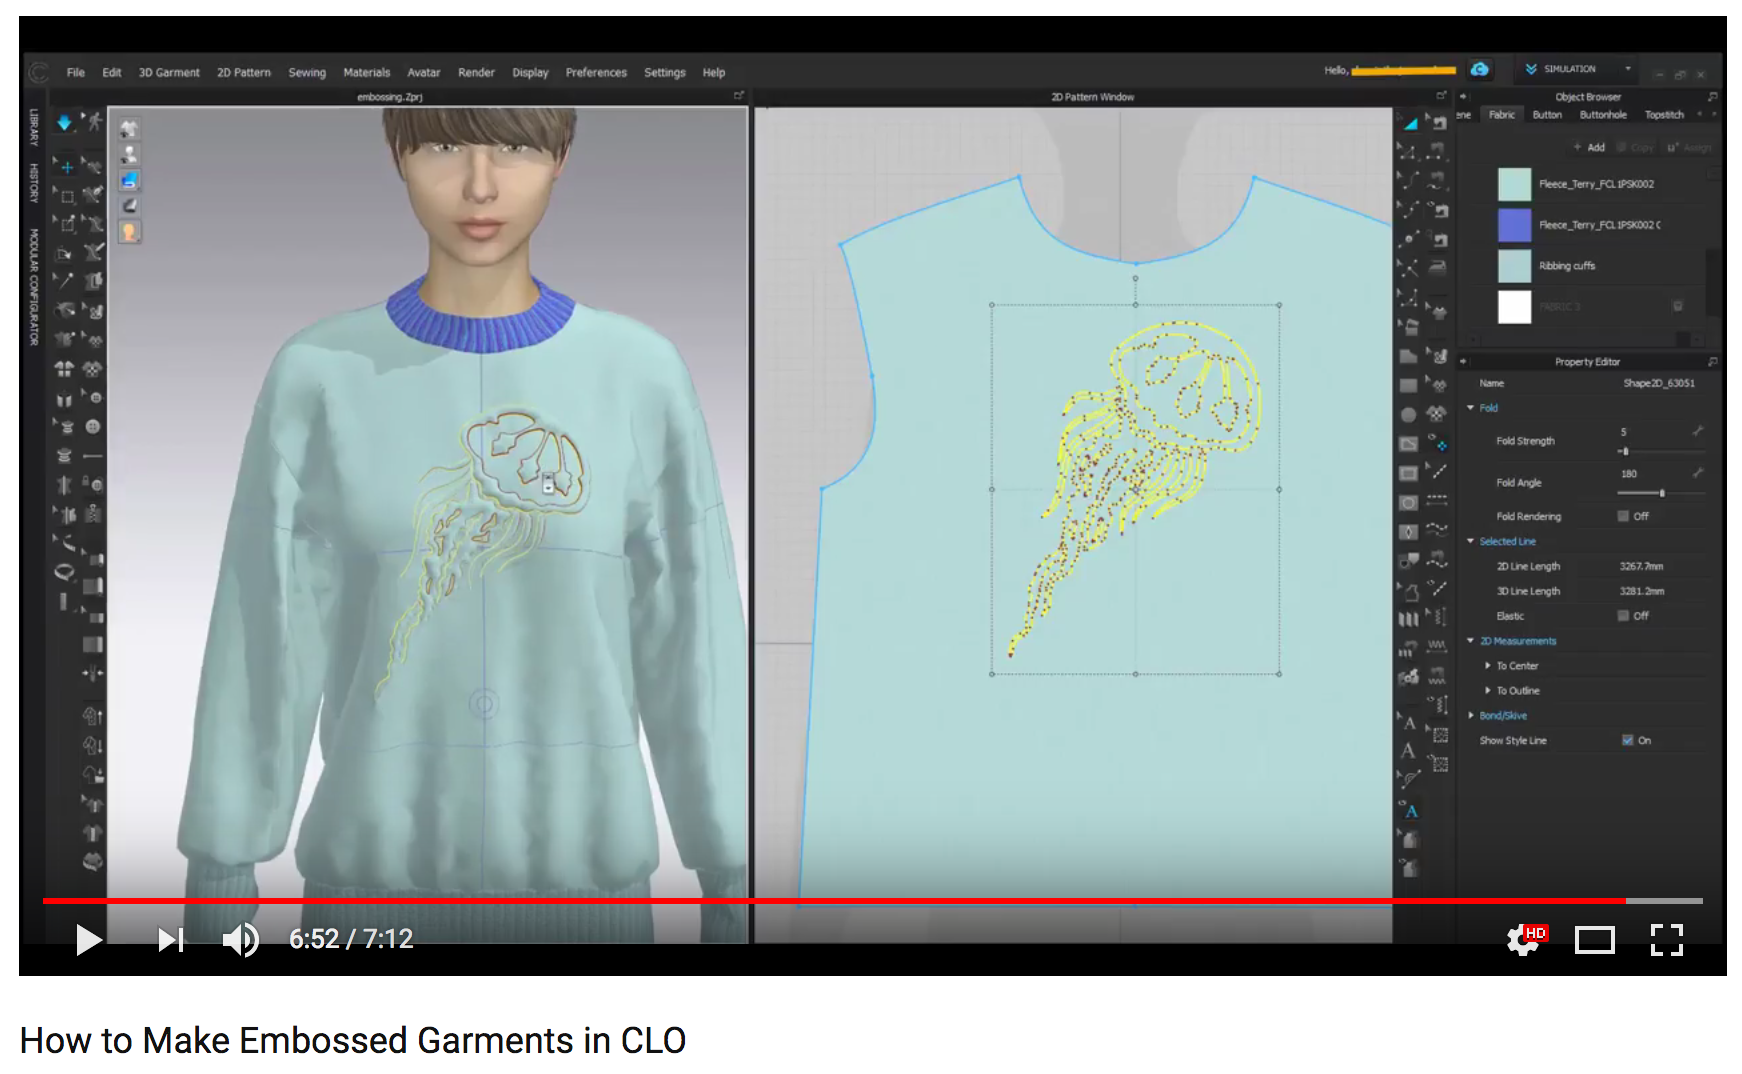 File Edit 3D Garment 2D Pattern Sewing Materials Avatar Render Display Preferences Settings Help
Hello,
SIMULATION
embossing.Zprj
2D Pattern Window
Object Browser
LIBRARY
HISTORY
MODULAR CONFIGURATOR
ene Fabric Button Buttonhole Topstitch
+ Add Copy Assign
Fleece_Terry_FCL1PSK002
Fleece_Terry_FCL1PSK002 C
Ribbing cuffs
FABRIC 3
Property Editor
Name Shape2D_63051
Fold
Fold Strength 5
Fold Angle 180
Fold Rendering Off
Selected Line
2D Line Length 3267.7mm
3D Line Length 3281.2mm
Elastic Off
2D Measurements
To Center
To Outline
Bond/Skive
Show Style Line On
A
A
A
6:52 / 7:12
HD
How to Make Embossed Garments in CLO